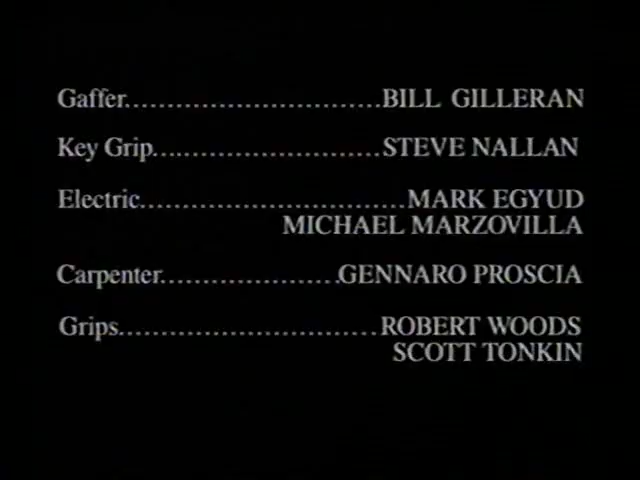 Gaffer.............................BILL GILLERAN
Key Grip..........................STEVE NALLAN
Electric..............................MARK EGYUD
MICHAEL MARZOVILLA
Carpenter....................GENNARO PROSCIA
Grips.............................ROBERT WOODS
SCOTT TONKIN